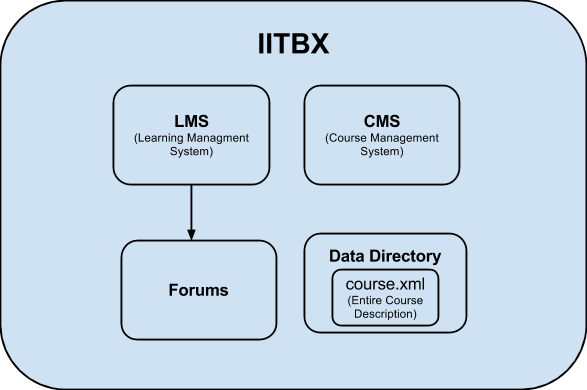 IITBX
LMS
(Learning Managment
System)
CMS
(Course Management
System)
Forums
Data Directory
course.xml
(Entire Course
Description)